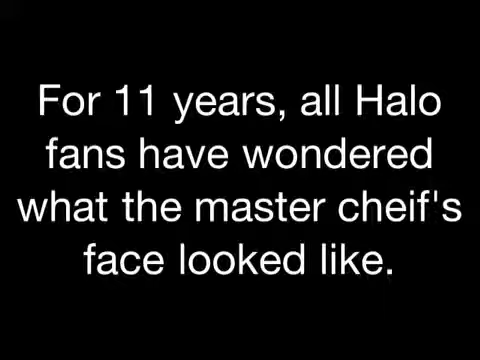 For 11 years, all Halo
fans have wondered
what the master cheif's
face looked like.